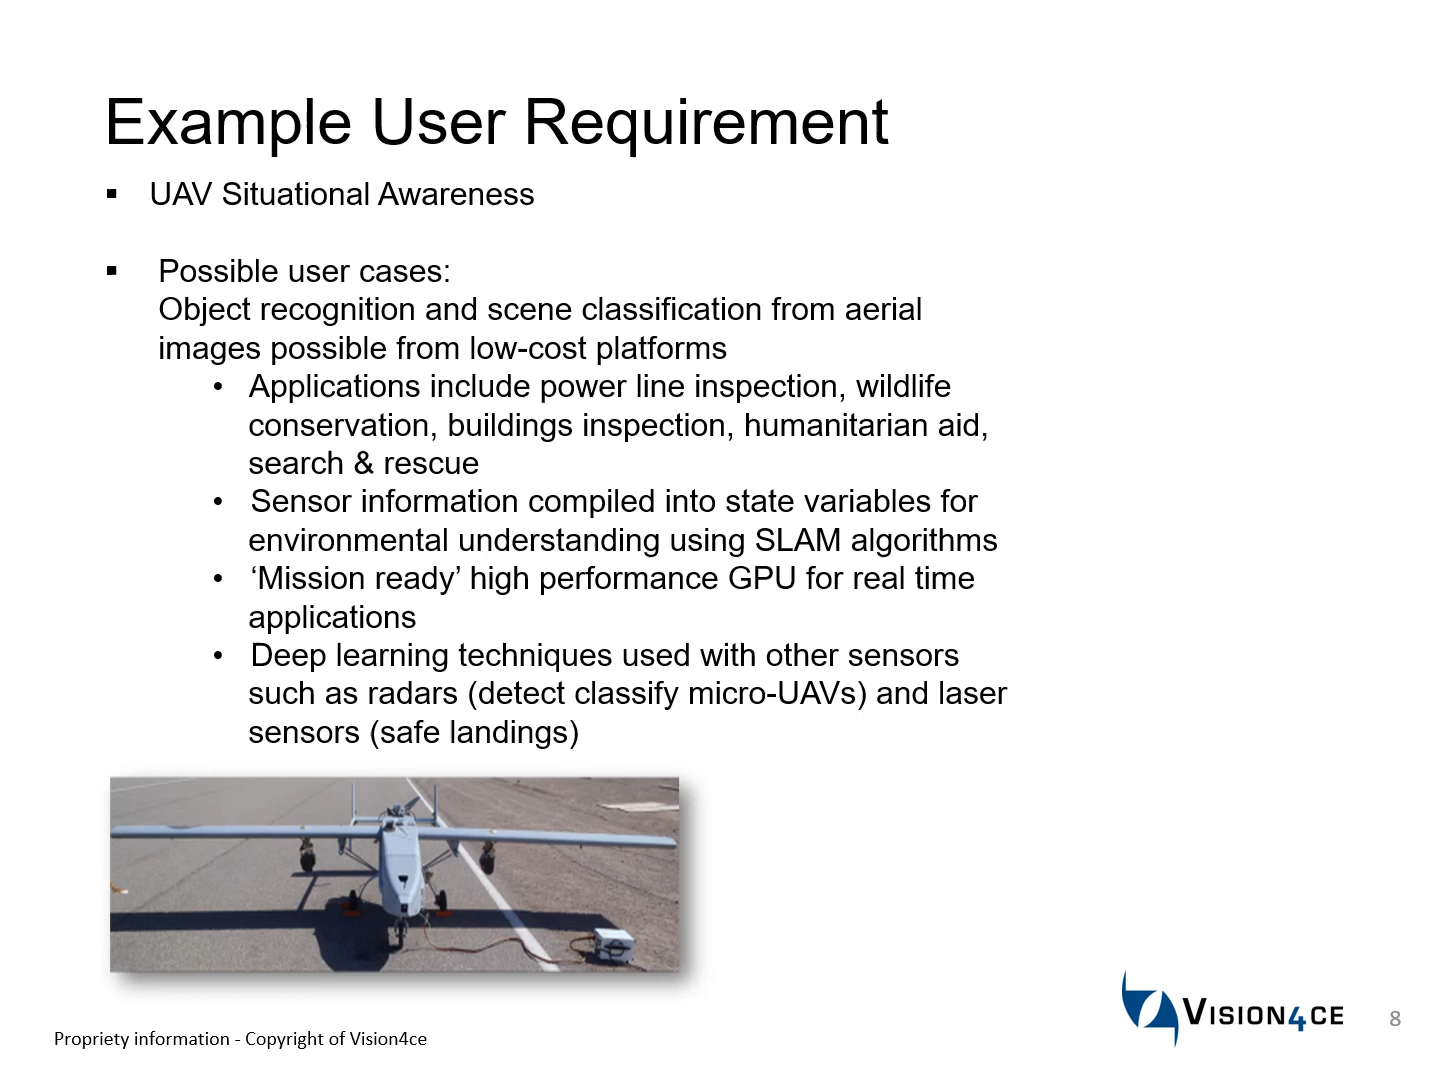 Example User Requirement
▪ UAV Situational Awareness
▪ Possible user cases:
Object recognition and scene classification from aerial
images possible from low-cost platforms
• Applications include power line inspection, wildlife
conservation, buildings inspection, humanitarian aid,
search & rescue
• Sensor information compiled into state variables for
environmental understanding using SLAM algorithms
• ‘Mission ready’ high performance GPU for real time
applications
• Deep learning techniques used with other sensors
such as radars (detect classify micro-UAVs) and laser
sensors (safe landings)
VISION4CE
8
Propriety information - Copyright of Vision4ce